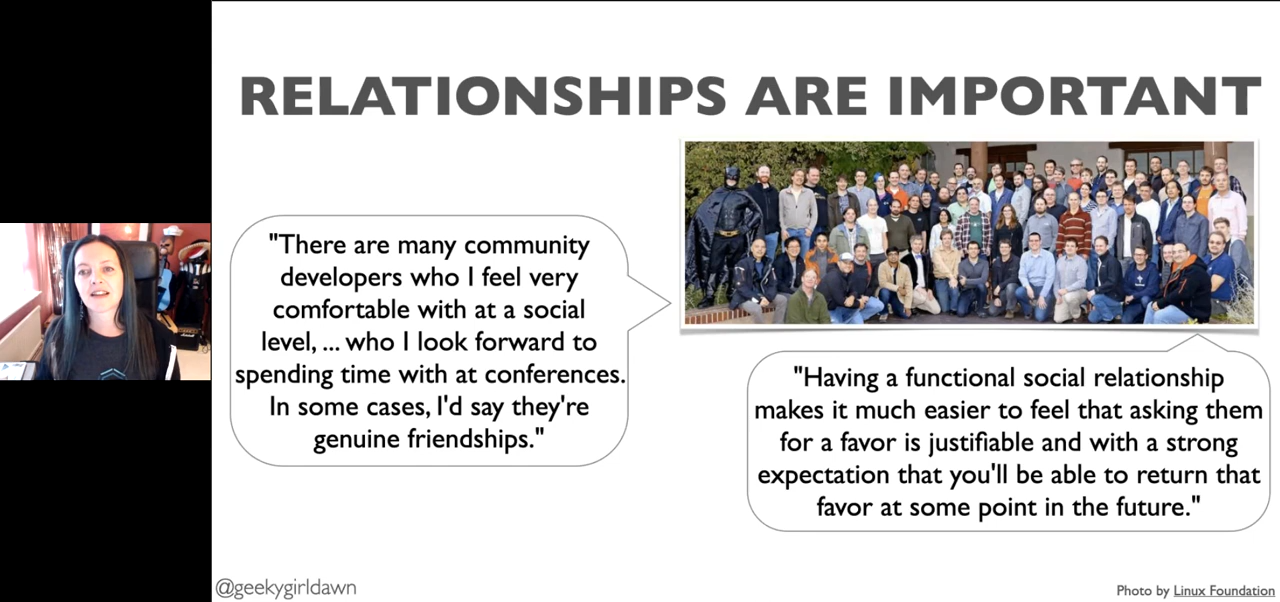 RELATIONSHIPS ARE IMPORTANT
"There are many community
developers who I feel very
comfortable with at a social
level, ... who I look forward to
spending time with at conferences.
In some cases, I'd say they're
genuine friendships."
"Having a functional social relationship
makes it much easier to feel that asking them
for a favor is justifiable and with a strong
expectation that you'll be able to return that
favor at some point in the future."
@geekygirldawn
Photo by Linux Foundation